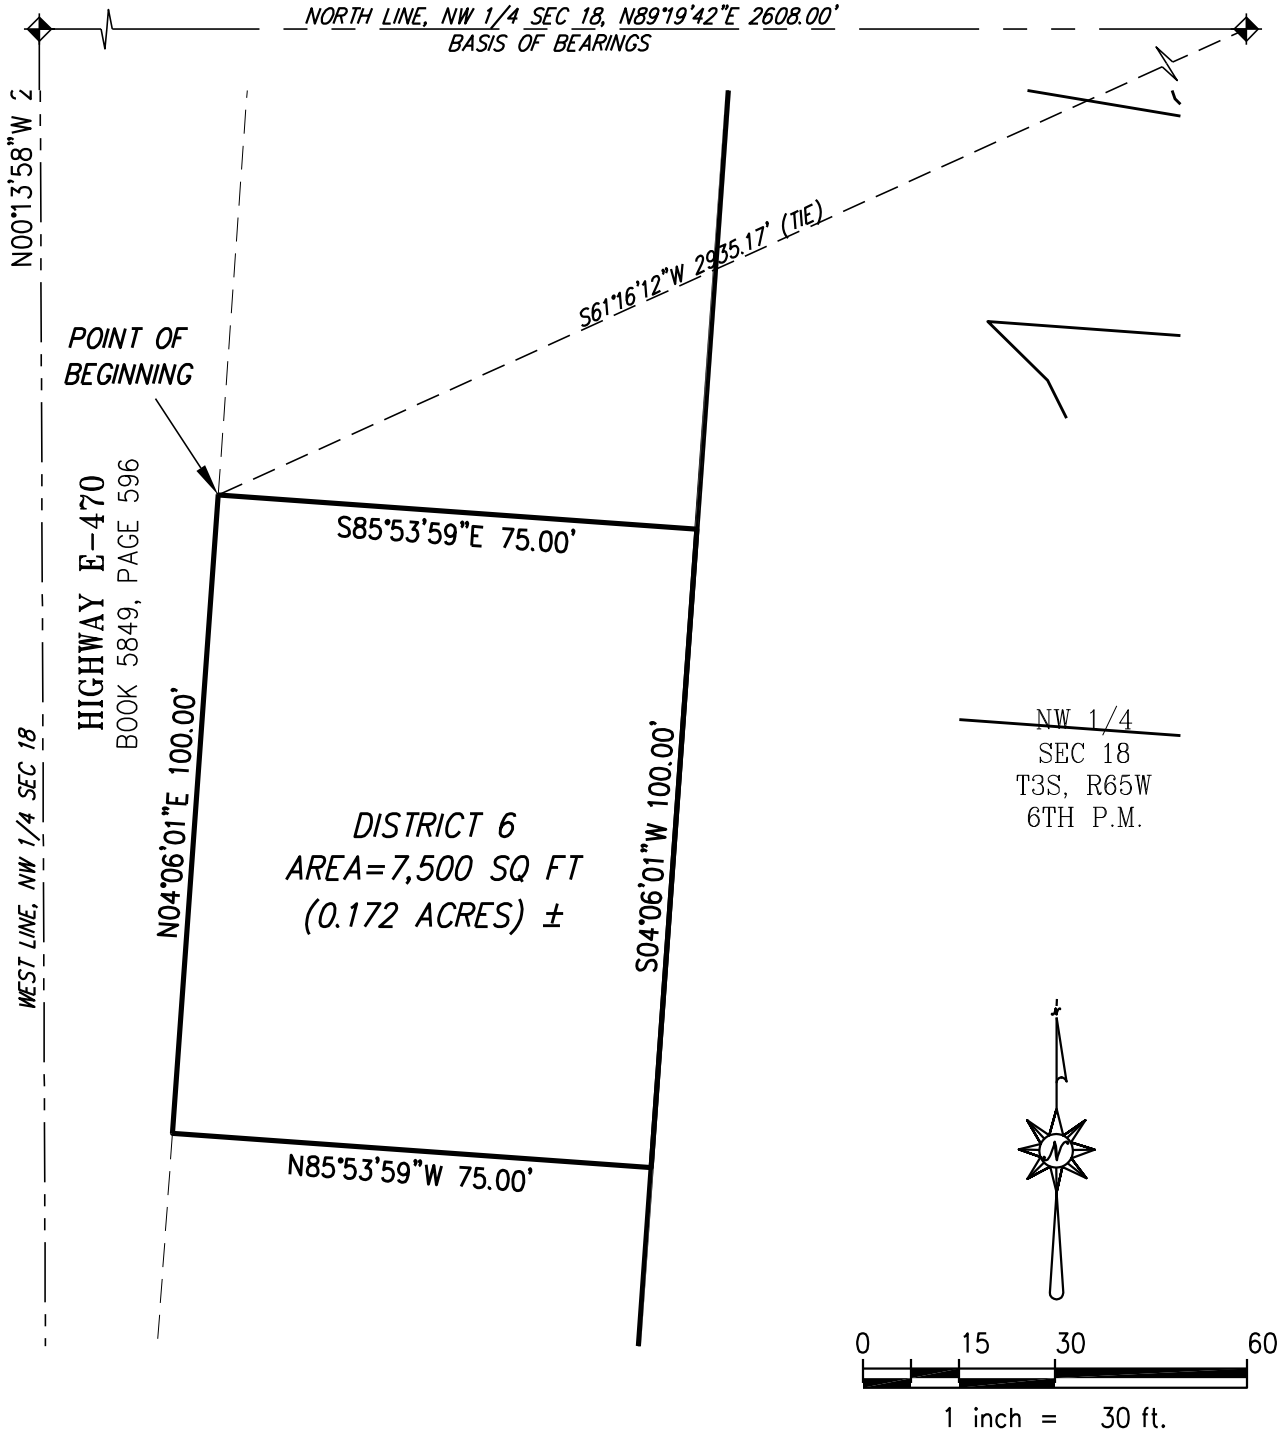 NORTH LINE, NW 1/4 SEC 18, N89°19'42"E 2608.00'
BASIS OF BEARINGS
N00°13'58"W 2
S61°16'12"W 2935.17' (TIE)
POINT OF
BEGINNING
HIGHWAY E-470
BOOK 5849, PAGE 596
S85°53'59"E 75.00'
N04°06'01"E 100.00'
S04°06'01"W 100.00'
WEST LINE, NW 1/4 SEC 18
NW 1/4
SEC 18
T3S, R65W
6TH P.M.
DISTRICT 6
AREA=7,500 SQ FT
(0.172 ACRES) ±
N85°53'59"W 75.00'
N
0 15 30 60
1 inch = 30 ft.